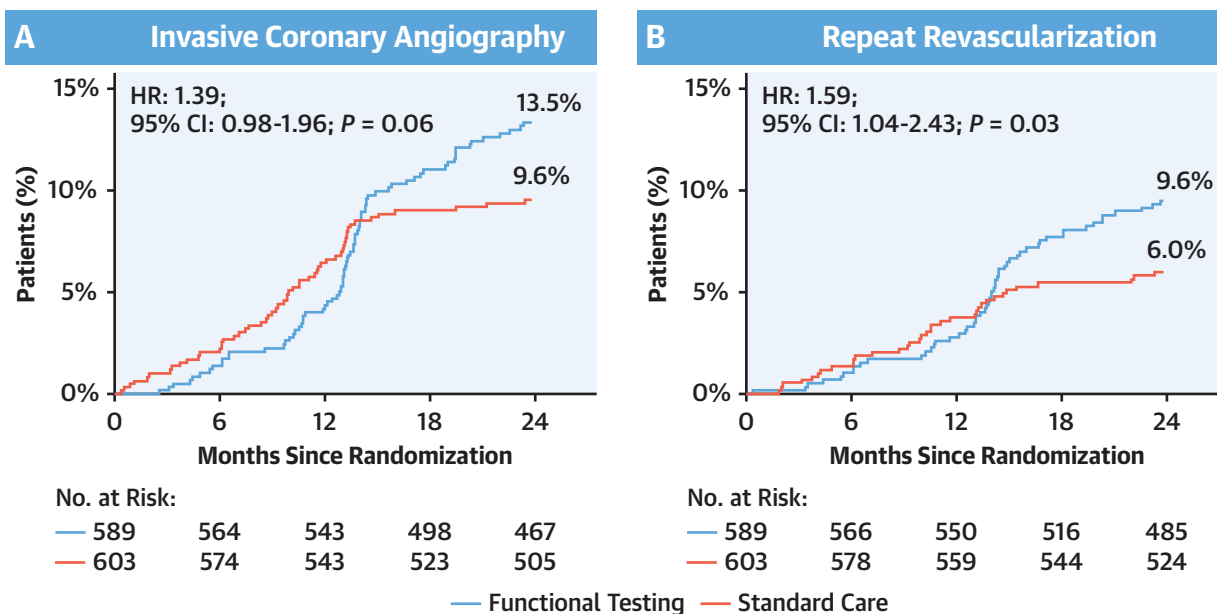 A Invasive Coronary Angiography
HR: 1.39;
95% CI: 0.98-1.96; P = 0.06
13.5%
9.6%
15%
10%
5%
0%
Patients (%)
0 6 12 18 24
Months Since Randomization
No. at Risk:
589 564 543 498 467
603 574 543 523 505
B Repeat Revascularization
HR: 1.59;
95% CI: 1.04-2.43; P = 0.03
9.6%
6.0%
15%
10%
5%
0%
Patients (%)
0 6 12 18 24
Months Since Randomization
No. at Risk:
589 566 550 516 485
603 578 559 544 524
Functional Testing Standard Care